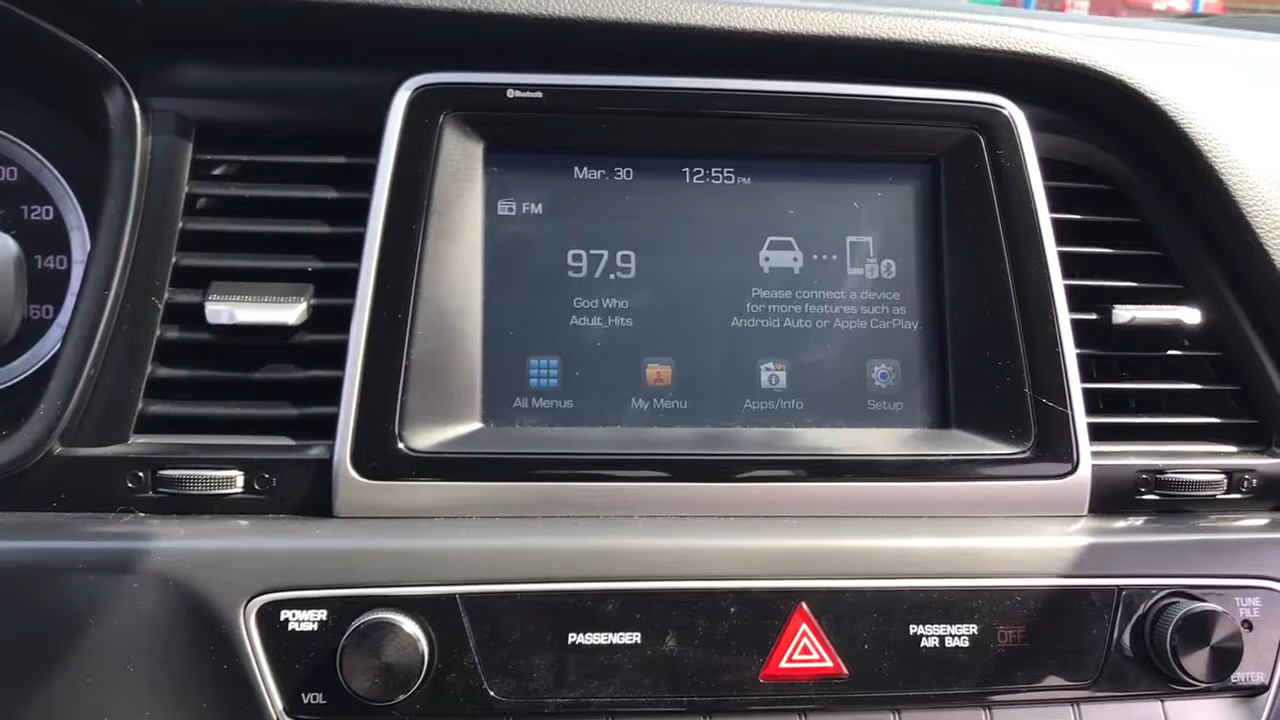 Bluetooth
Mar. 30 12:55 PM
FM
97.9
God Who
Adult_Hits
Please connect a device
for more features such as
Android Auto or Apple CarPlay.
All Menus My Menu Apps/Info Setup
120
140
160
POWER
PUSH
VOL
PASSENGER
PASSENGER
AIR BAG OFF
TUNE
FILE
ENTER